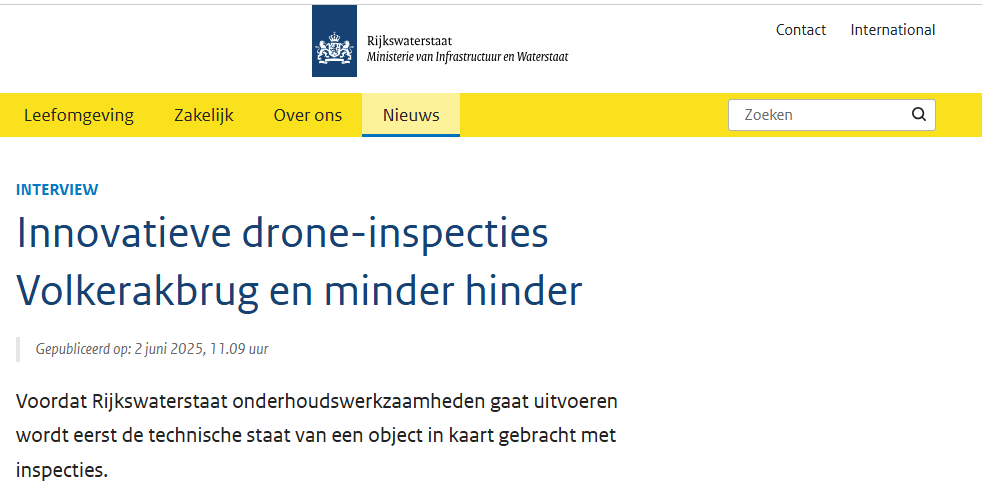 Rijkswaterstaat
Ministerie van Infrastructuur en Waterstaat
Contact International
Leefomgeving Zakelijk Over ons Nieuws Zoeken
INTERVIEW
Innovatieve drone-inspecties
Volkerakbrug en minder hinder
Gepubliceerd op: 2 juni 2025, 11.09 uur
Voordat Rijkswaterstaat onderhoudswerkzaamheden gaat uitvoeren
wordt eerst de technische staat van een object in kaart gebracht met
inspecties.